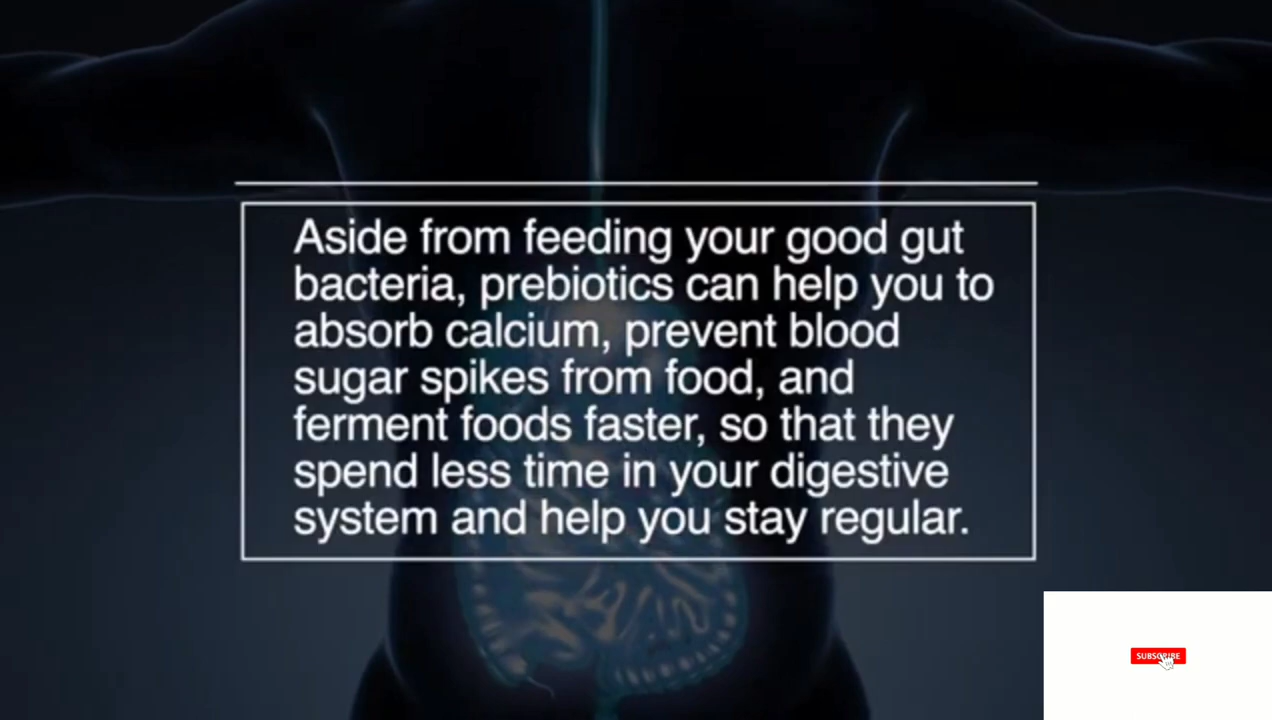 Aside from feeding your good gut
bacteria, prebiotics can help you to
absorb calcium, prevent blood
sugar spikes from food, and
ferment foods faster, so that they
spend less time in your digestive
system and help you stay regular.
SUBSCRIBE